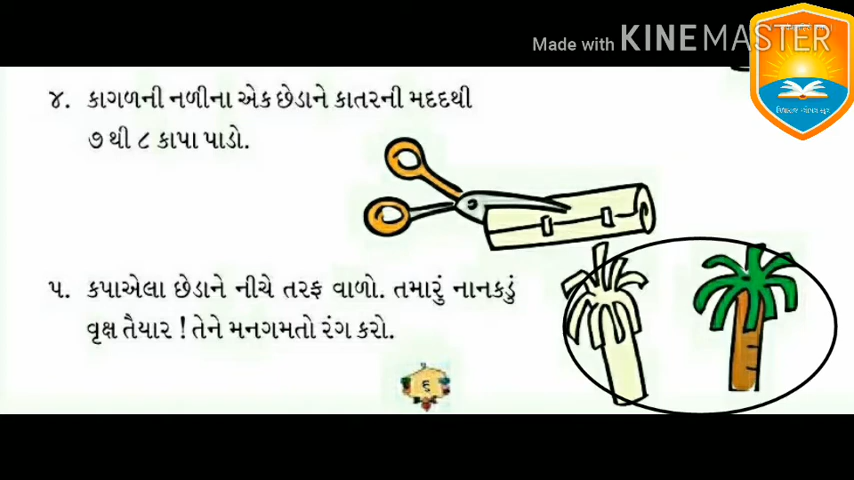 Made with KINEMASTER
૪. કાગળની નળીના એક છેડાને કાતરની મદદથી
૭ થી ૮ કાપા પાડો.
૫. કપાએલા છેડાને નીચે તરફ વાળો. તમારું નાનકડું
વૃક્ષ તૈયાર ! તેને મનગમતો રંગ કરો.
૬